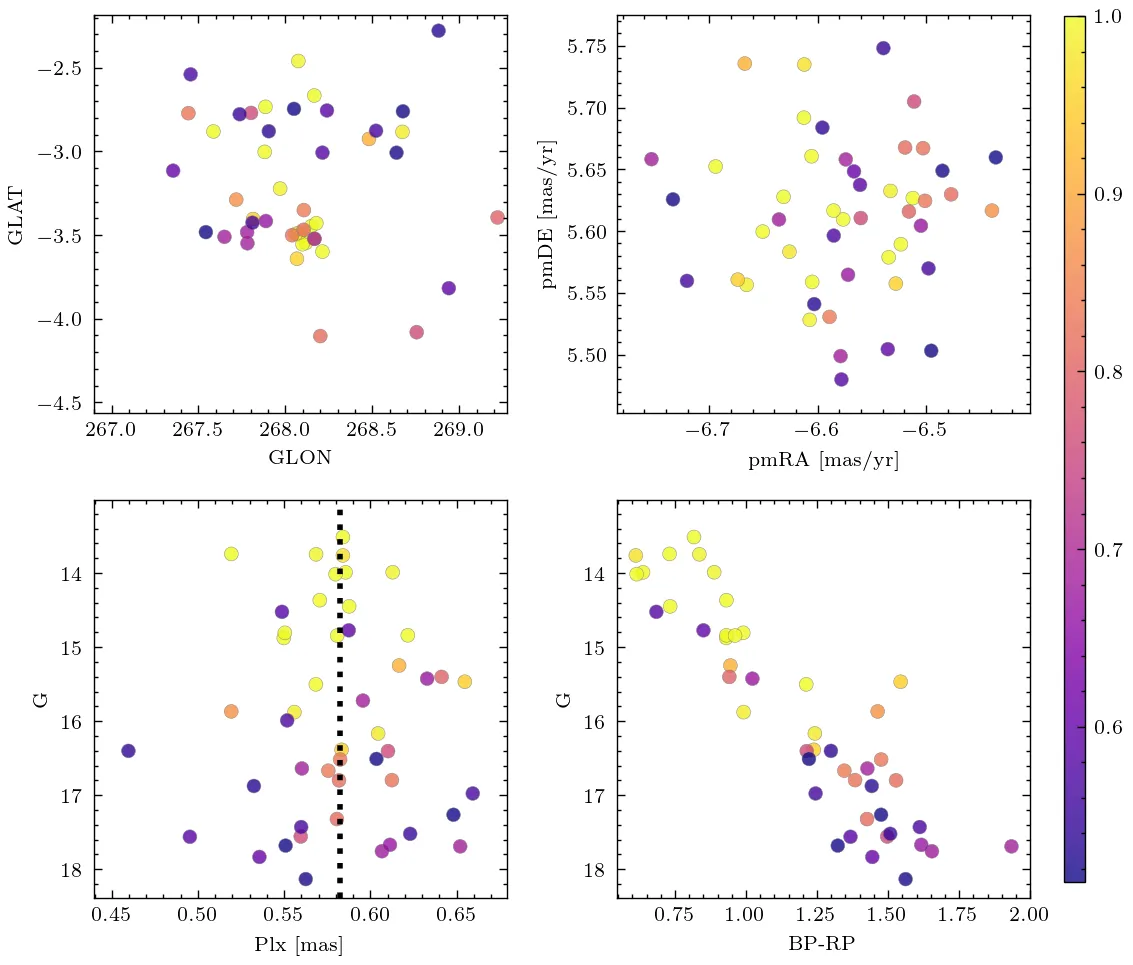 −2.5
−3.0
−3.5
−4.0
−4.5
GLAT
267.0 267.5 268.0 268.5 269.0
GLON
5.75
5.70
5.65
5.60
5.55
5.50
pmDE [mas/yr]
−6.7 −6.6 −6.5
pmRA [mas/yr]
1.0
0.9
0.8
0.7
0.6
14
15
16
17
18
G
0.45 0.50 0.55 0.60 0.65
Plx [mas]
14
15
16
17
18
G
0.75 1.00 1.25 1.50 1.75 2.00
BP-RP